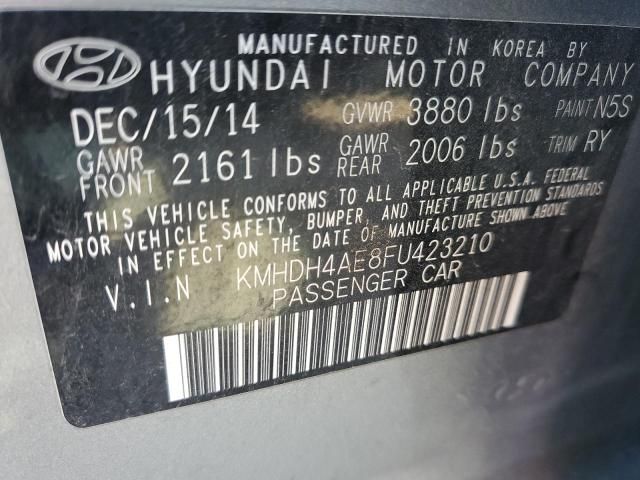 MANUFACTURED IN KOREA BY
HYUNDAI MOTOR COMPANY
DEC/15/14 GVWR 3880 lbs PAINT N5S
GAWR FRONT 2161 lbs GAWR REAR 2006 lbs TRIM RY
THIS VEHICLE CONFORMS TO ALL APPLICABLE U.S.A. FEDERAL
MOTOR VEHICLE SAFETY, BUMPER, AND THEFT PREVENTION STANDARDS
IN EFFECT ON THE DATE OF MANUFACTURE SHOWN ABOVE
V.I.N KMHDH4AE8FU423210
PASSENGER CAR